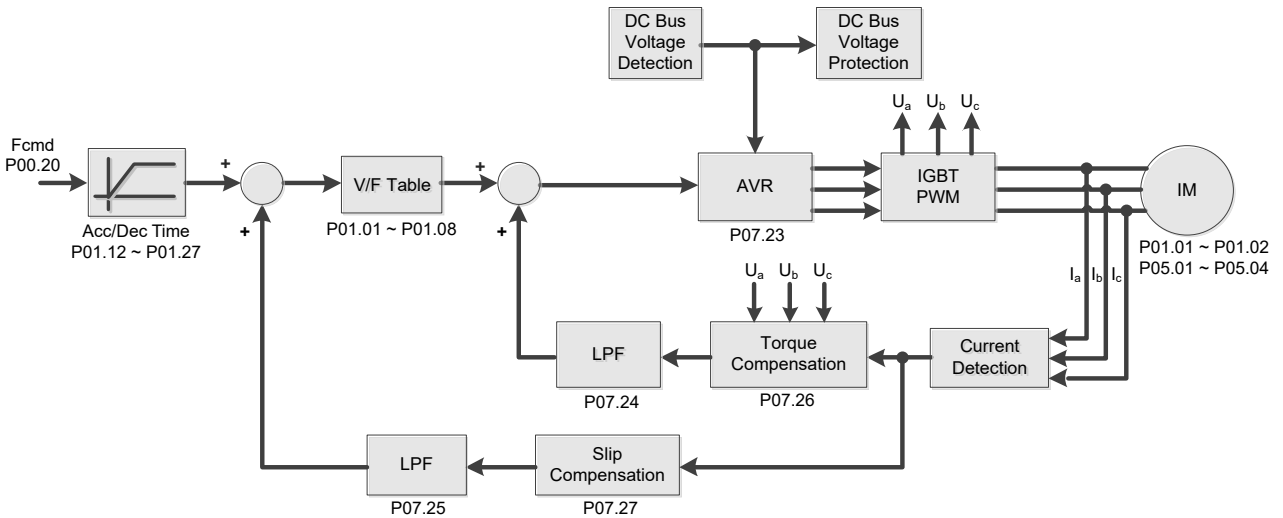 DC Bus
Voltage
Detection
DC Bus
Voltage
Protection
Ua
Ub
Uc
Fcmd
P00.20
+
+
V/F Table
AVR
IGBT
PWM
IM
Acc/Dec Time
P01.12 ~ P01.27
+
P01.01 ~ P01.08
+
P07.23
P01.01 ~ P01.02
P05.01 ~ P05.04
Ua
Ub
Uc
Ia
Ib
Ic
LPF
Torque
Compensation
Current
Detection
P07.24
P07.26
LPF
Slip
Compensation
P07.25
P07.27